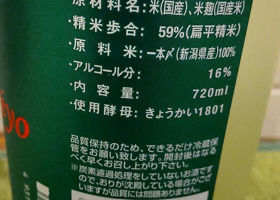 原材料名:米(国産)、米麹(国産米)
・精米歩合: 59%(扁平精米)
・原料米:一本〆(新潟県産)100%
・アルコール分: 16%
・内容量: 720ml
・使用酵母:きょうかい1801
品質保持のため、できるだけ冷蔵保
管をお願い致します。開封後はなる
べく早くお召し上がり下さい。
※炭素濾過処理をしていないお酒です
ので、おりが沈殿している場合がござ
いますが品質には問題ありません。
yo